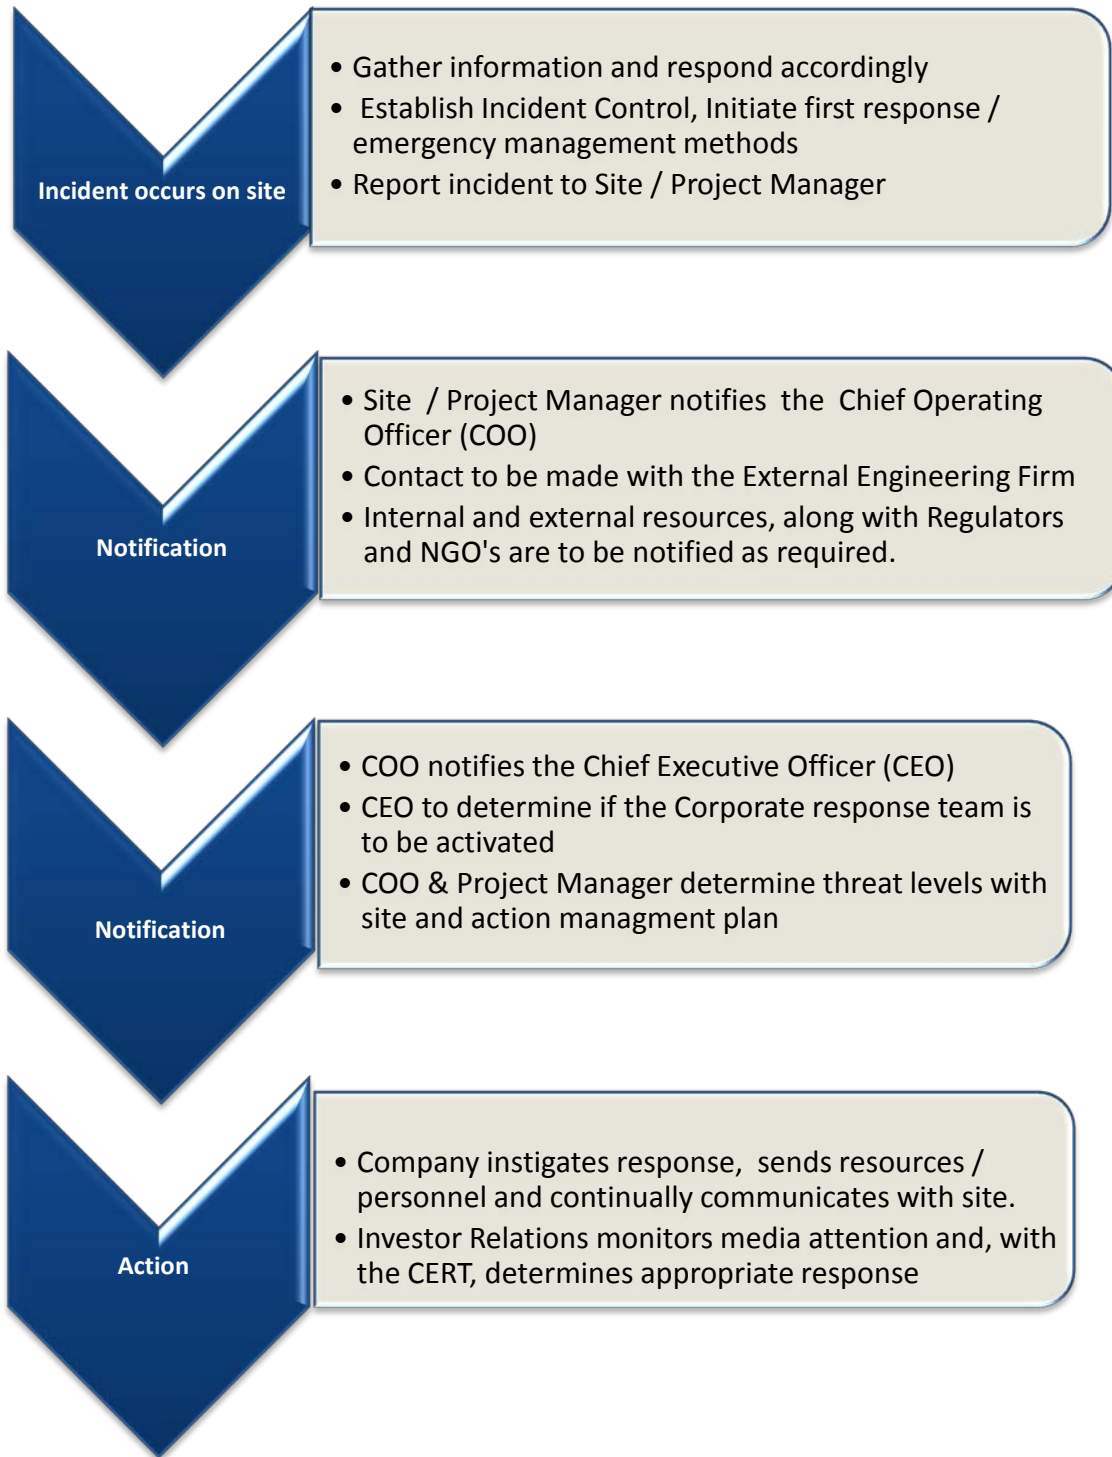 Incident occurs on site
• Gather information and respond accordingly
• Establish Incident Control, Initiate first response /
emergency management methods
• Report incident to Site / Project Manager
Notification
• Site / Project Manager notifies the Chief Operating
Officer (COO)
• Contact to be made with the External Engineering Firm
• Internal and external resources, along with Regulators
and NGO's are to be notified as required.
Notification
• COO notifies the Chief Executive Officer (CEO)
• CEO to determine if the Corporate response team is
to be activated
• COO & Project Manager determine threat levels with
site and action managment plan
Action
• Company instigates response, sends resources /
personnel and continually communicates with site.
• Investor Relations monitors media attention and, with
the CERT, determines appropriate response